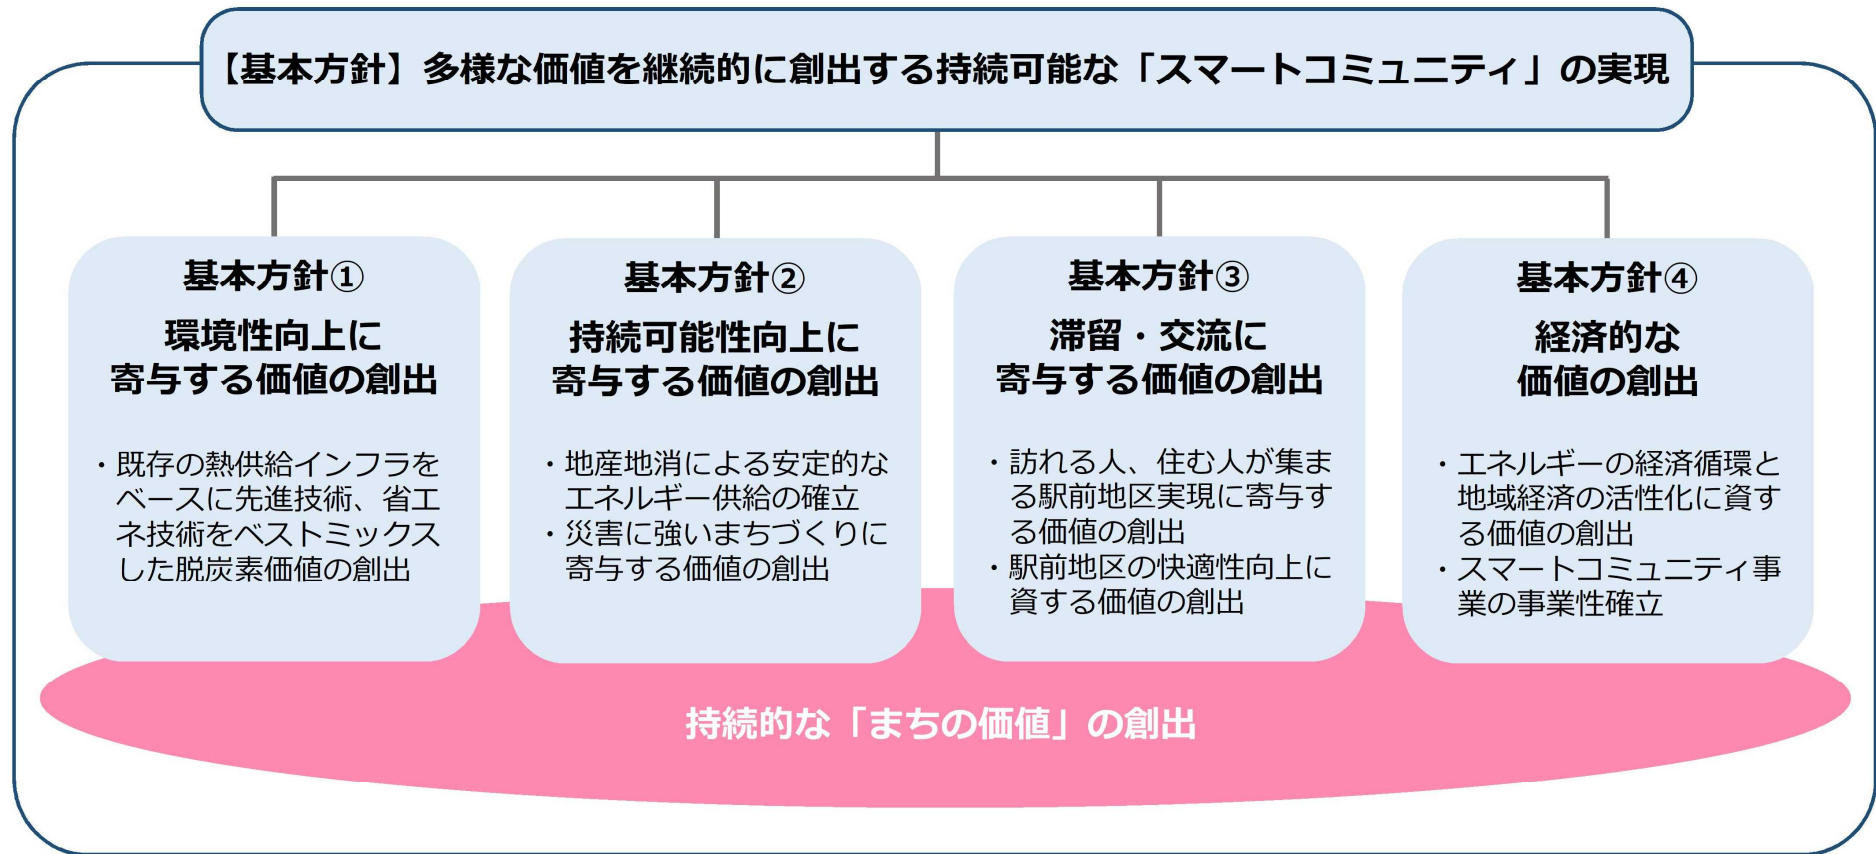 【基本方針】多様な価値を継続的に創出する持続可能な「スマートコミュニティ」の実現
基本方針①
環境性向上に
寄与する価値の創出
・既存の熱供給インフラを
ベースに先進技術、省エ
ネ技術をベストミックス
した脱炭素価値の創出
基本方針②
持続可能性向上に
寄与する価値の創出
・地産地消による安定的な
エネルギー供給の確立
・災害に強いまちづくりに
寄与する価値の創出
基本方針③
滞留・交流に
寄与する価値の創出
・訪れる人、住む人が集ま
る駅前地区実現に寄与す
る価値の創出
・駅前地区の快適性向上に
資する価値の創出
基本方針④
経済的な
価値の創出
・エネルギーの経済循環と
地域経済の活性化に資す
る価値の創出
・スマートコミュニティ事
業の事業性確立
持続的な「まちの価値」の創出